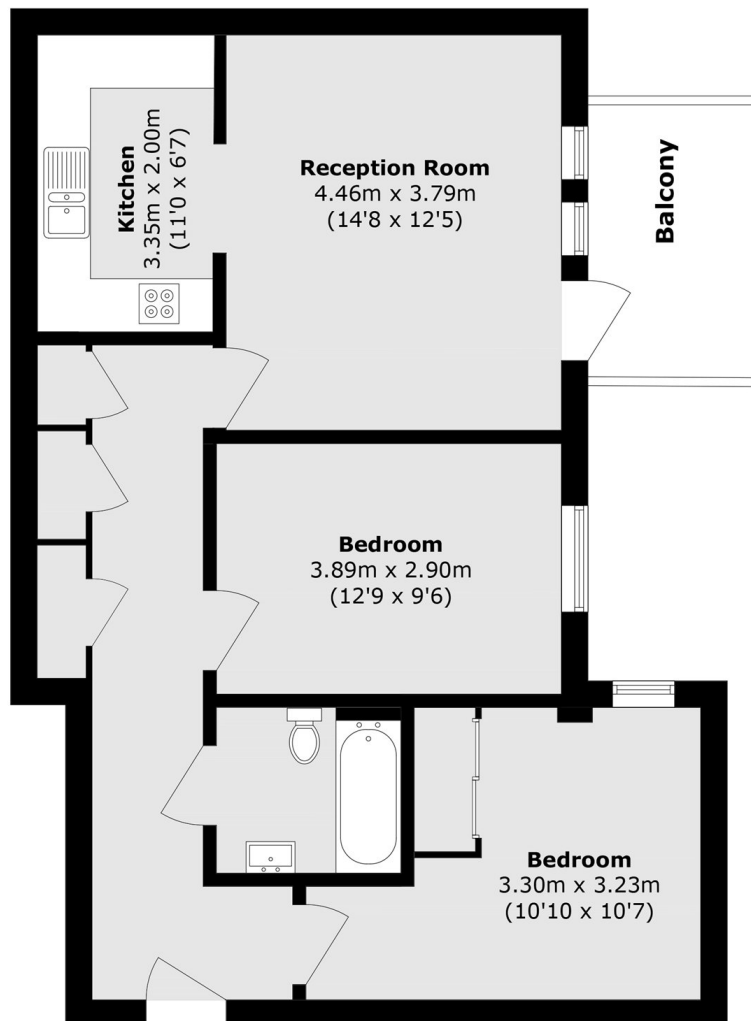 Kitchen
3.35m x 2.00m
(11'0 x 6'7)
Reception Room
4.46m x 3.79m
(14'8 x 12'5)
Balcony
Bedroom
3.89m x 2.90m
(12'9 x 9'6)
Bedroom
3.30m x 3.23m
(10'10 x 10'7)